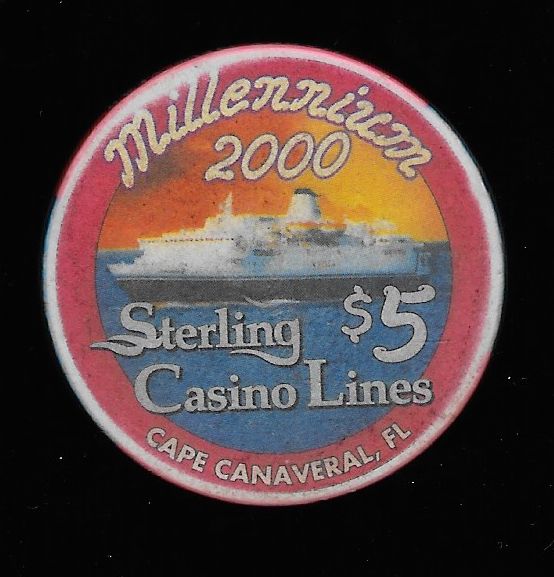 Millennium
2000
$5
Sterling
Casino Lines
CAPE CANAVERAL, FL